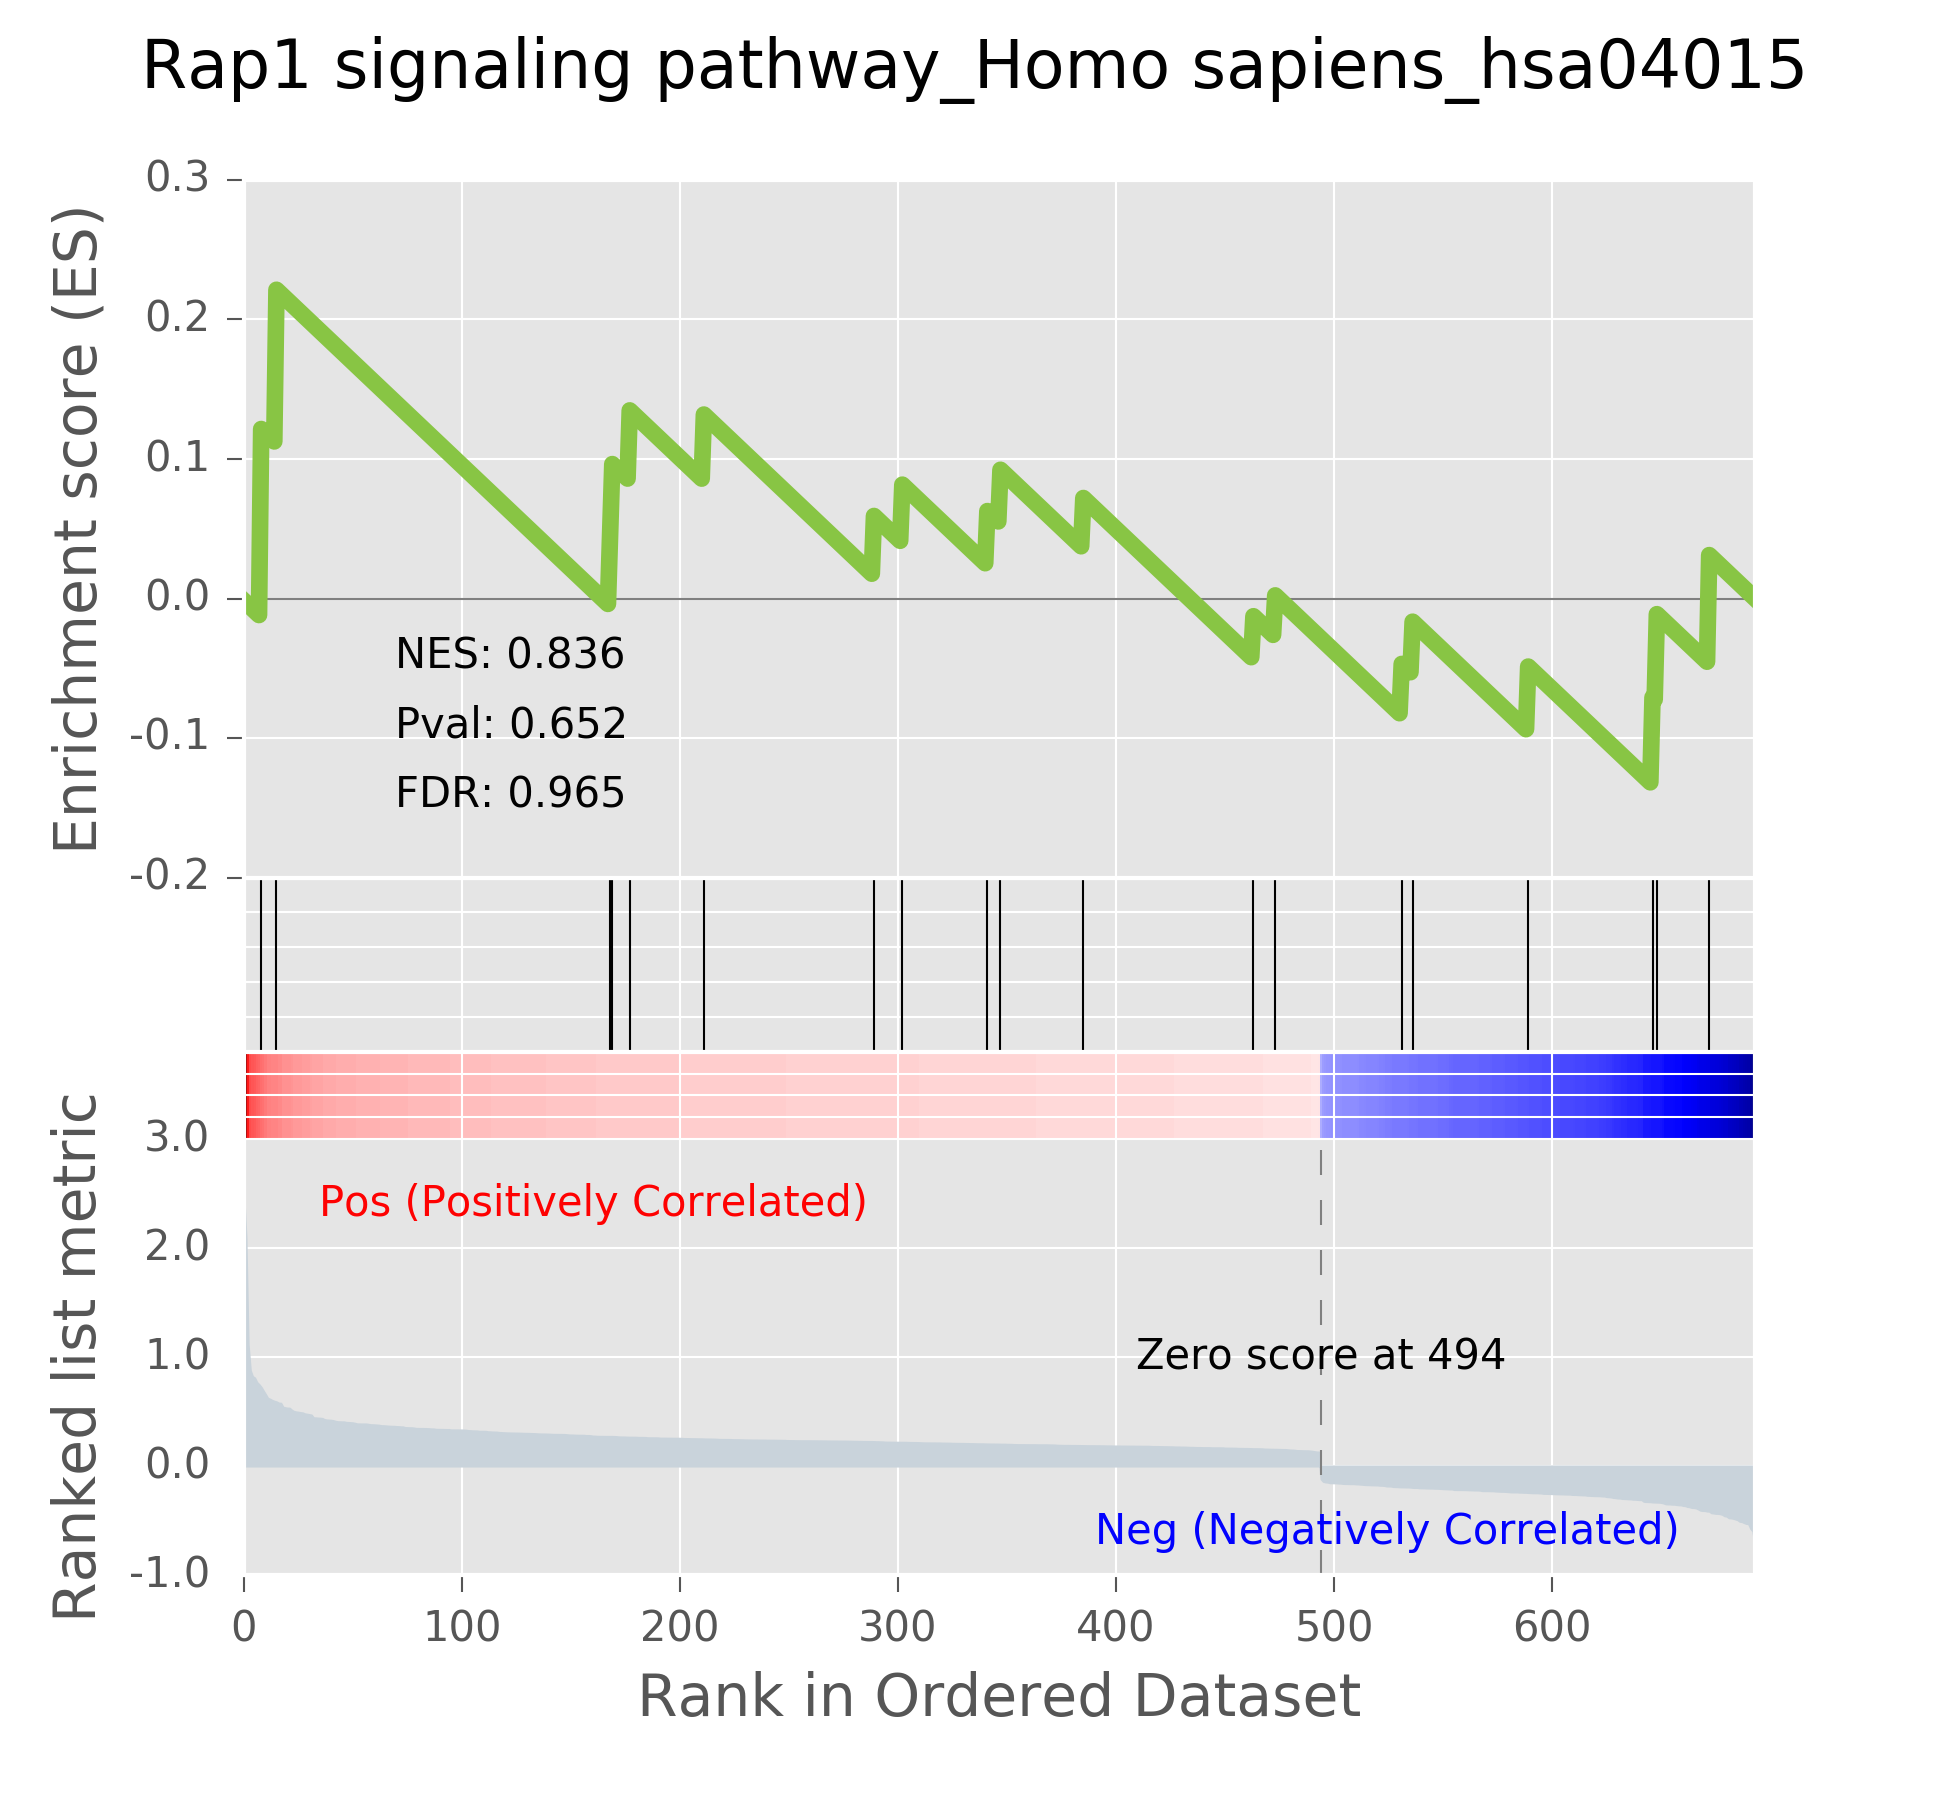 Rap1 signaling pathway_Homo sapiens_hsa04015
Enrichment score (ES)
0.3
0.2
0.1
0.0
-0.1
-0.2
NES: 0.836
Pval: 0.652
FDR: 0.965
Ranked list metric
3.0
2.0
1.0
0.0
-1.0
Pos (Positively Correlated)
Zero score at 494
Neg (Negatively Correlated)
0 100 200 300 400 500 600
Rank in Ordered Dataset